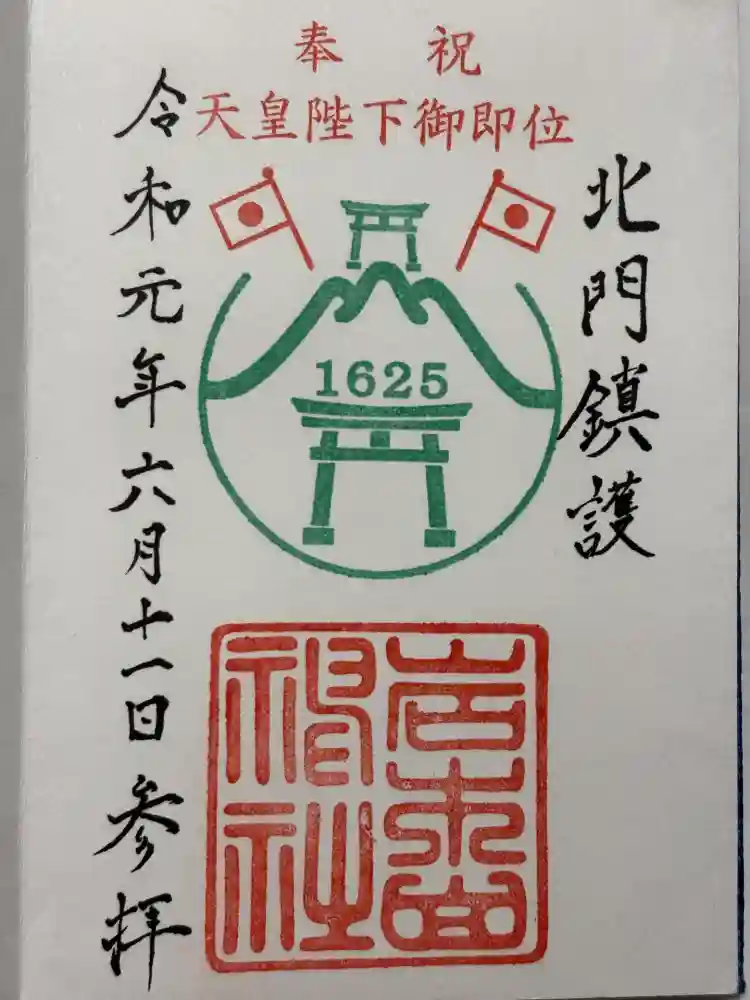 奉祝
天皇陛下御即位
北門鎮護
1625
岩木山
神社
令和元年六月十一日参拝